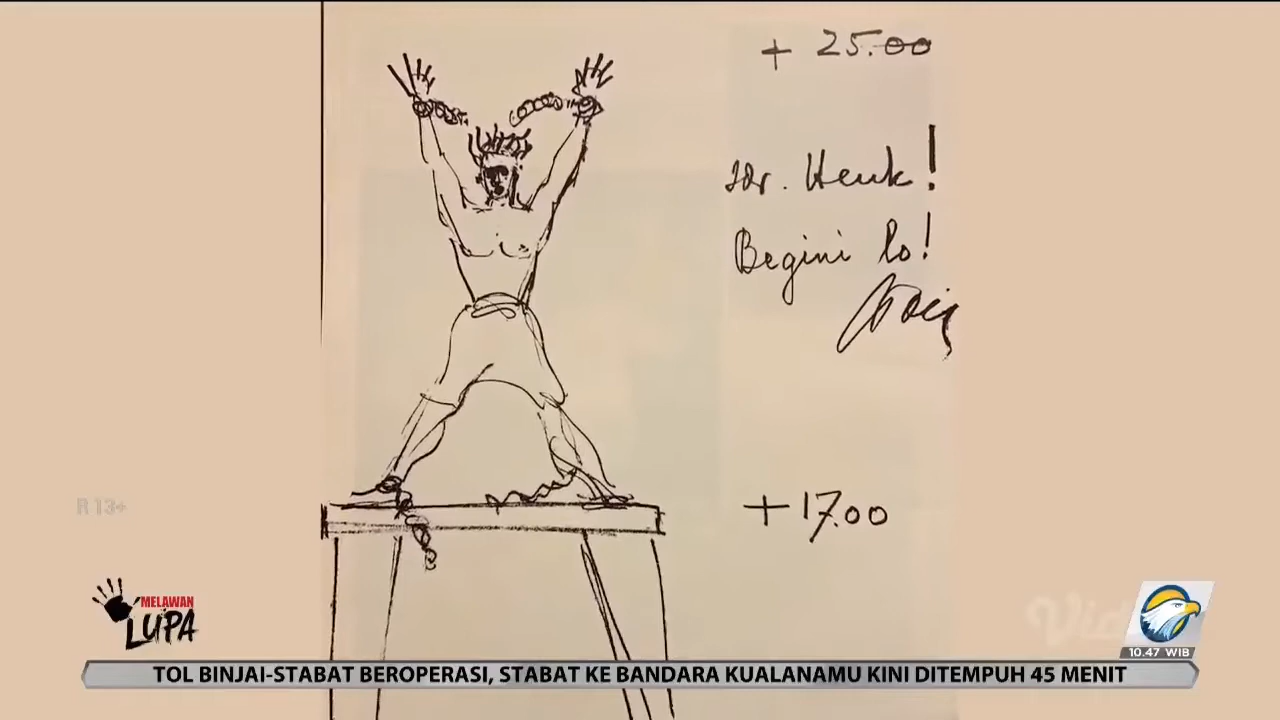 + 25.00
Sdr. Henk!
Begini lo!
+17.00
R 13+
MELAWAN
LUPA
10.47 WIB
TOL BINJAI-STABAT BEROPERASI, STABAT KE BANDARA KUALANAMU KINI DITEMPUH 45 MENIT